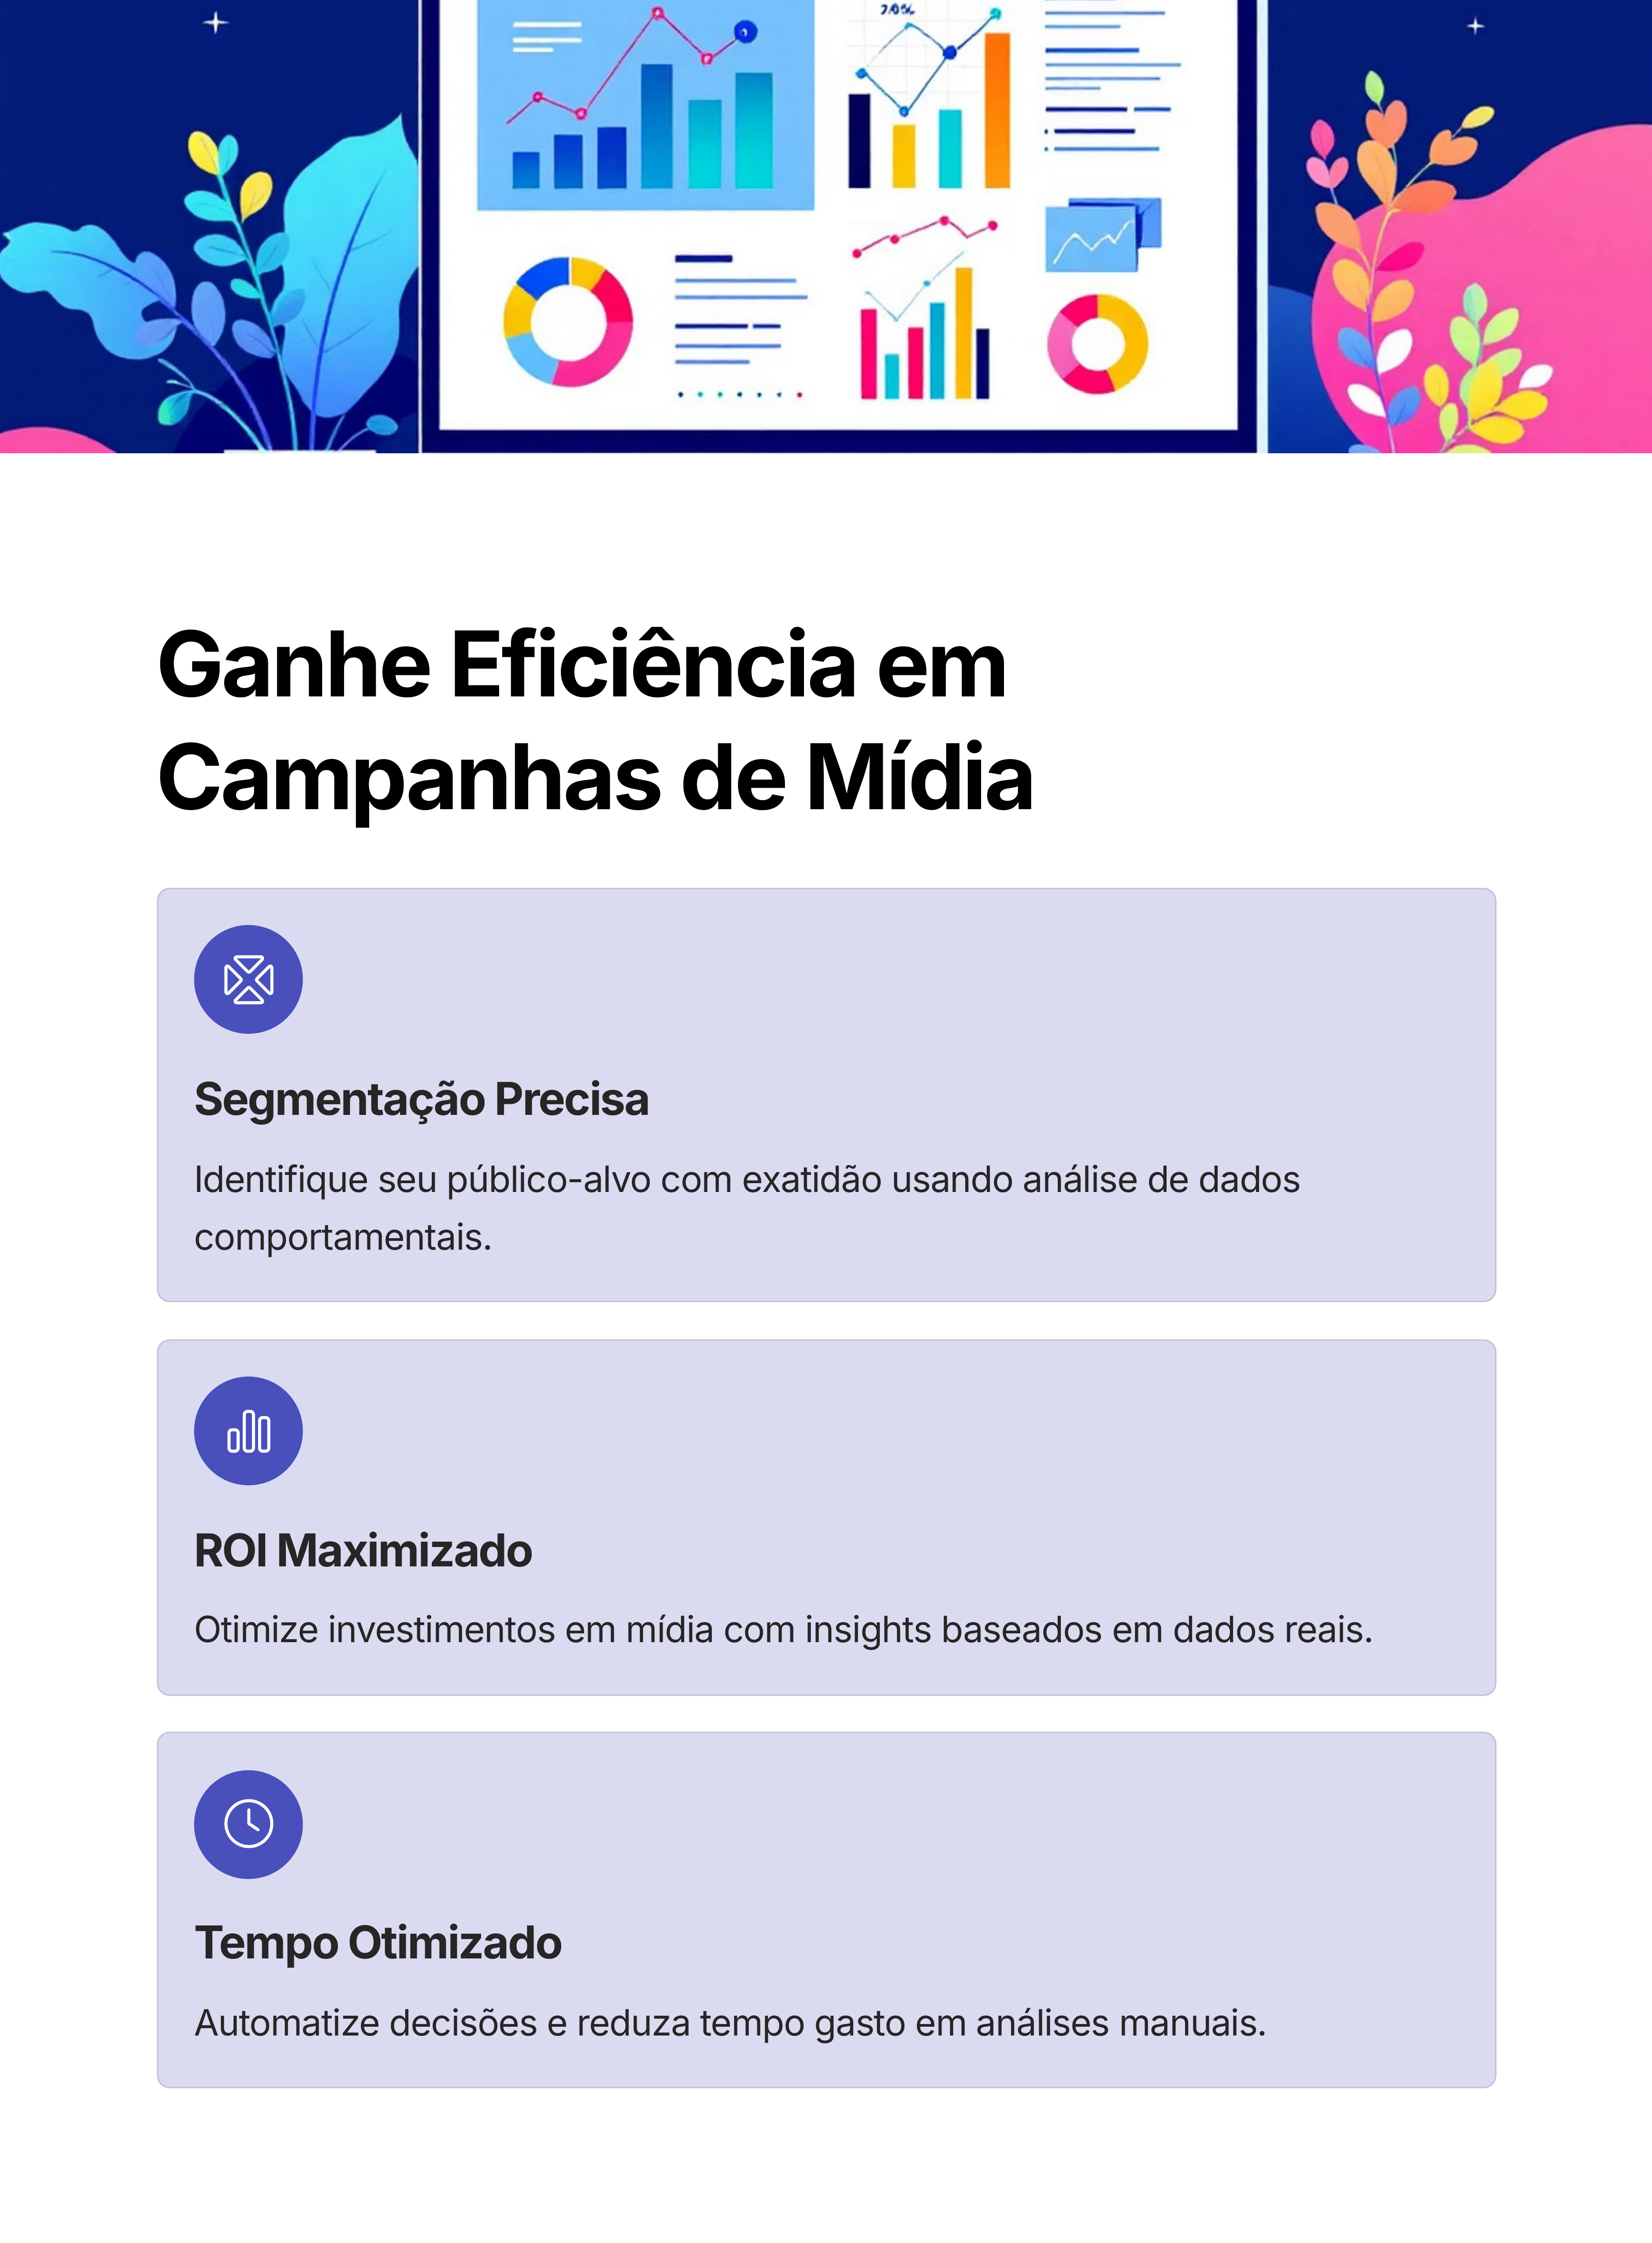 Ganhe Eficiência em
Campanhas de Mídia
Segmentação Precisa
Identifique seu público-alvo com exatidão usando análise de dados
comportamentais.
ROI Maximizado
Otimize investimentos em mídia com insights baseados em dados reais.
Tempo Otimizado
Automatize decisões e reduza tempo gasto em análises manuais.